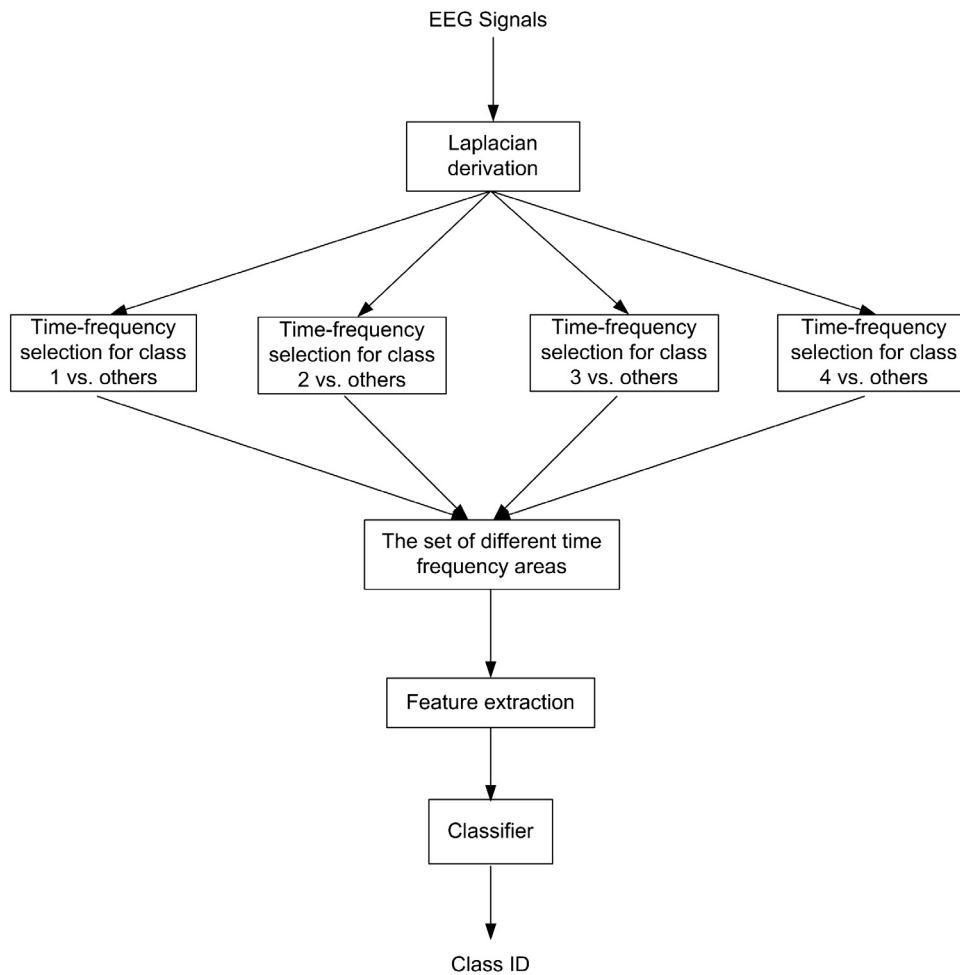 EEG Signals
Laplacian
derivation
Time-frequency
selection for class
1 vs. others
Time-frequency
selection for class
2 vs. others
Time-frequency
selection for class
3 vs. others
Time-frequency
selection for class
4 vs. others
The set of different time
frequency areas
Feature extraction
Classifier
Class ID